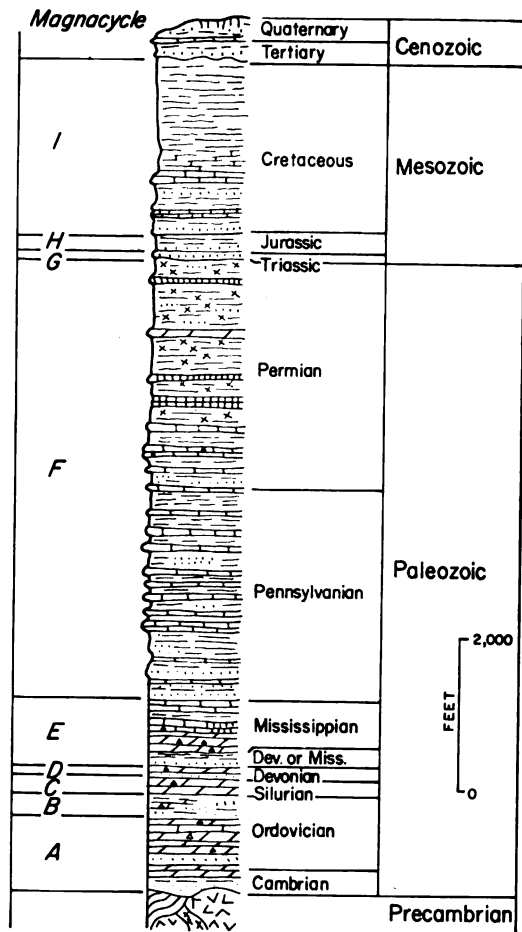 Magnacycle
I
H
G
F
E
D
C
B
A
Quaternary
Tertiary
Cretaceous
Jurassic
Triassic
Permian
Pennsylvanian
Mississippian
Dev. or Miss.
Devonian
Silurian
Ordovician
Cambrian
Cenozoic
Mesozoic
Paleozoic
Precambrian
2,000
FEET
0